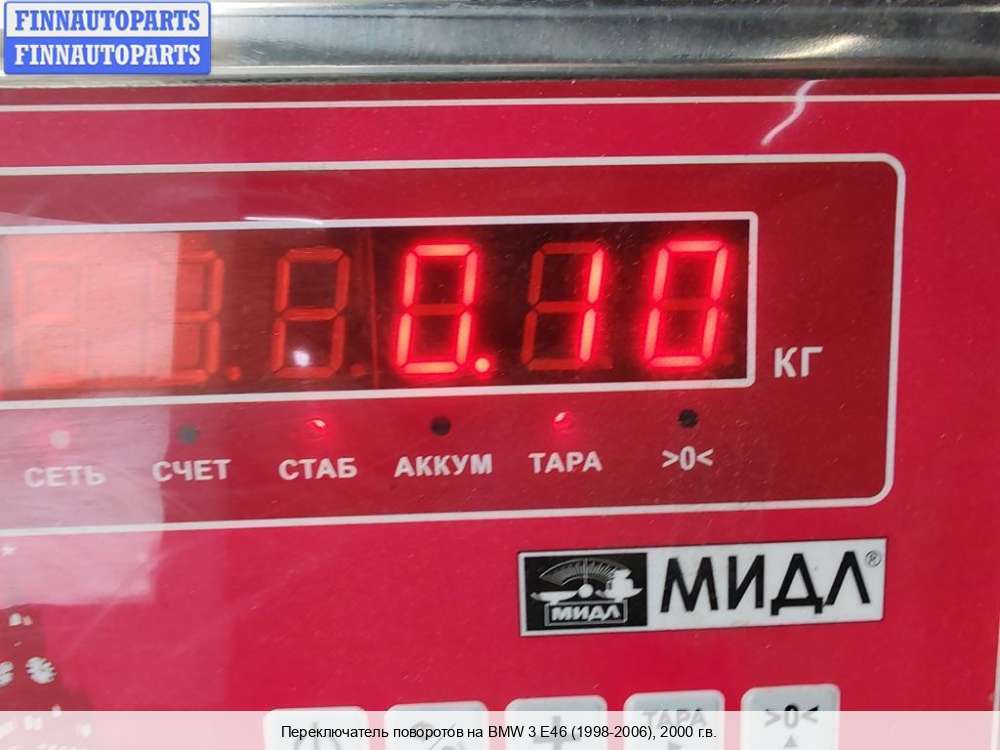 FINNAUTOPARTS
FINNAUTOPARTS
0.10
КГ
СЕТЬ СЧЕТ СТАБ АККУМ ТАРА >0<
МИДЛ МИДЛ®
ТАРА >0<
Переключатель поворотов на BMW 3 E46 (1998-2006), 2000 г.в.